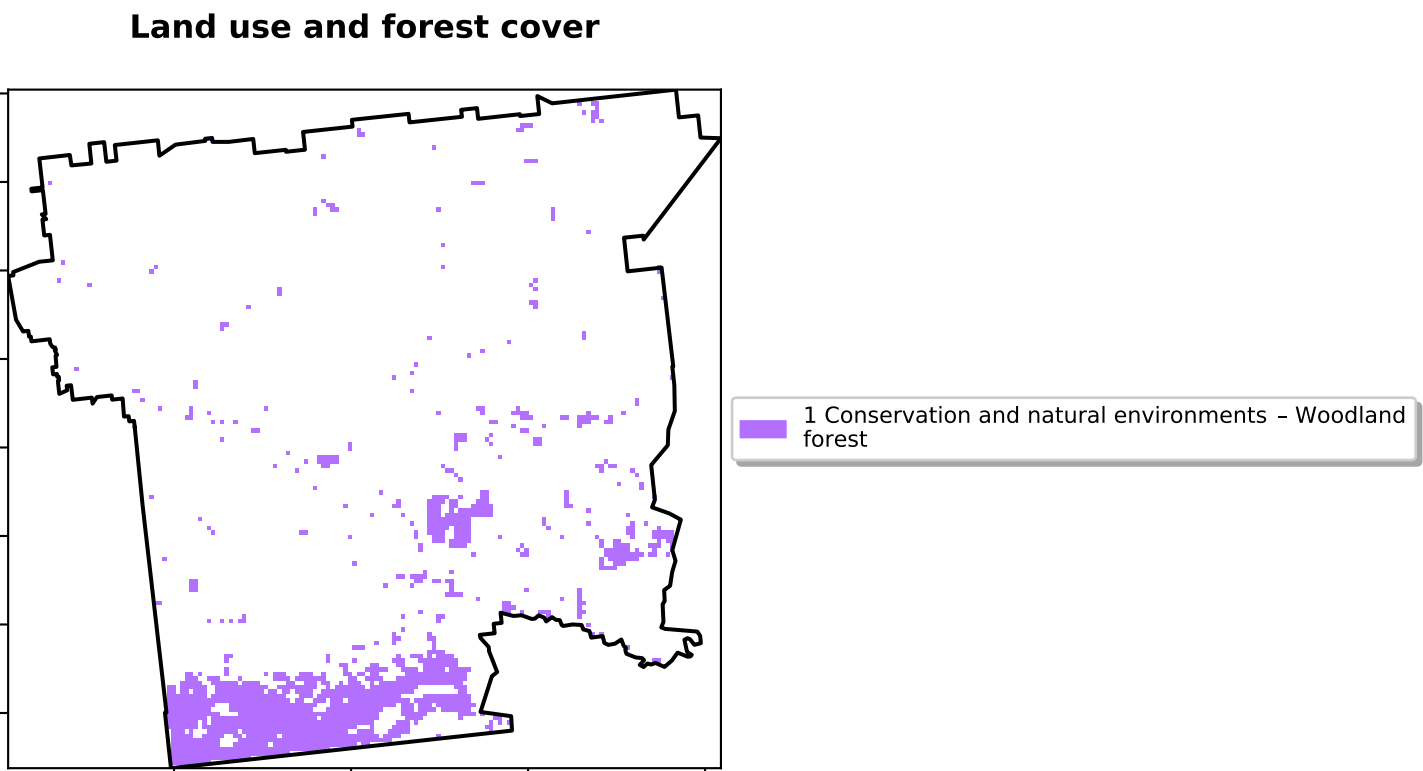 Land use and forest cover
1 Conservation and natural environments – Woodland
forest